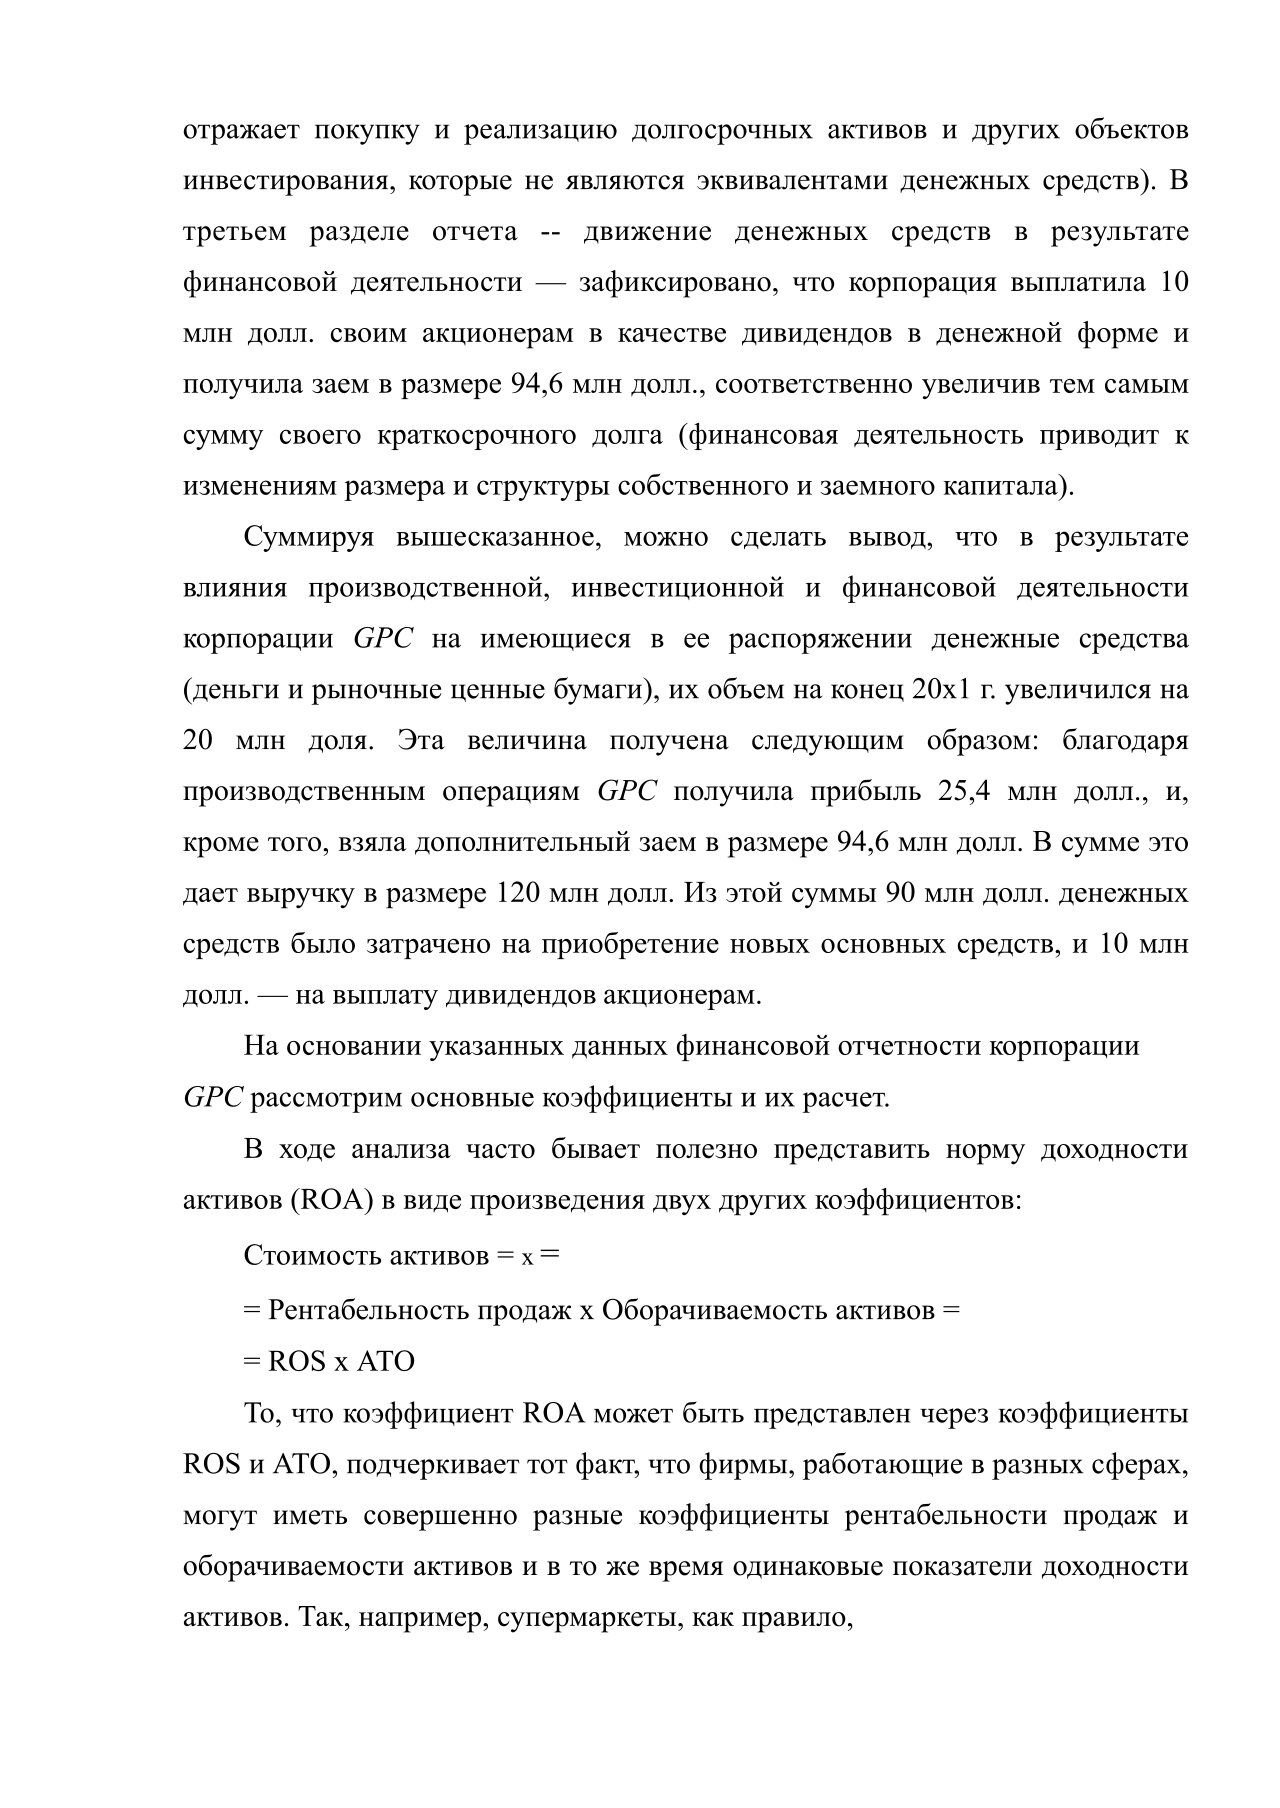 отражает покупку и реализацию долгосрочных активов и других объектов
инвестирования, которые не являются эквивалентами денежных средств). В
третьем разделе отчета -- движение денежных средств в результате
финансовой деятельности — зафиксировано, что корпорация выплатила 10
млн долл. своим акционерам в качестве дивидендов в денежной форме и
получила заем в размере 94,6 млн долл., соответственно увеличив тем самым
сумму своего краткосрочного долга (финансовая деятельность приводит к
изменениям размера и структуры собственного и заемного капитала).
Суммируя вышесказанное, можно сделать вывод, что в результате
влияния производственной, инвестиционной и финансовой деятельности
корпорации GPC на имеющиеся в ее распоряжении денежные средства
(деньги и рыночные ценные бумаги), их объем на конец 20x1 г. увеличился на
20 млн доля. Эта величина получена следующим образом: благодаря
производственным операциям GPC получила прибыль 25,4 млн долл., и,
кроме того, взяла дополнительный заем в размере 94,6 млн долл. В сумме это
дает выручку в размере 120 млн долл. Из этой суммы 90 млн долл. денежных
средств было затрачено на приобретение новых основных средств, и 10 млн
долл. — на выплату дивидендов акционерам.
На основании указанных данных финансовой отчетности корпорации
GPC рассмотрим основные коэффициенты и их расчет.
В ходе анализа часто бывает полезно представить норму доходности
активов (ROA) в виде произведения двух других коэффициентов:
Стоимость активов = х =
= Рентабельность продаж х Оборачиваемость активов =
= ROS x АТО
То, что коэффициент ROA может быть представлен через коэффициенты
ROS и АТО, подчеркивает тот факт, что фирмы, работающие в разных сферах,
могут иметь совершенно разные коэффициенты рентабельности продаж и
оборачиваемости активов и в то же время одинаковые показатели доходности
активов. Так, например, супермаркеты, как правило,